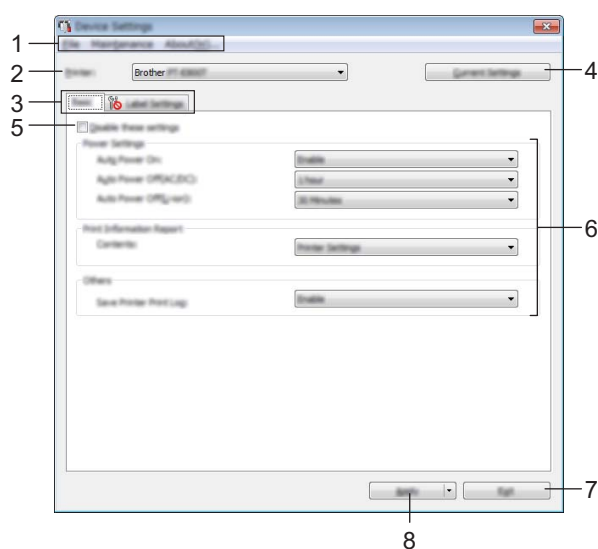 Device Settings
1
File Maintenance About(N)...
2
Printer:
Brother PT-E800T
Current Settings
4
3
Basic
Label Settings
5
Disable these settings
Power Settings
Auto Power On:
Enable
Auto Power Off(AC/DC):
1 hour
Auto Power Off(Li-ion):
30 Minutes
6
Print Information Report
Contents:
Printer Settings
Others
Save Printer Print Log:
Enable
Apply
Exit
7
8